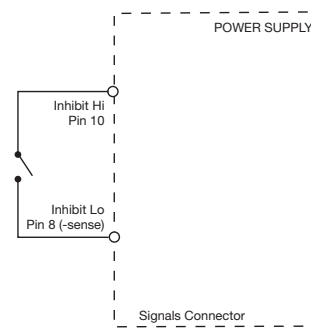 POWER SUPPLY
Inhibit Hi
Pin 10
Inhibit Lo
Pin 8 (-sense)
Signals Connector